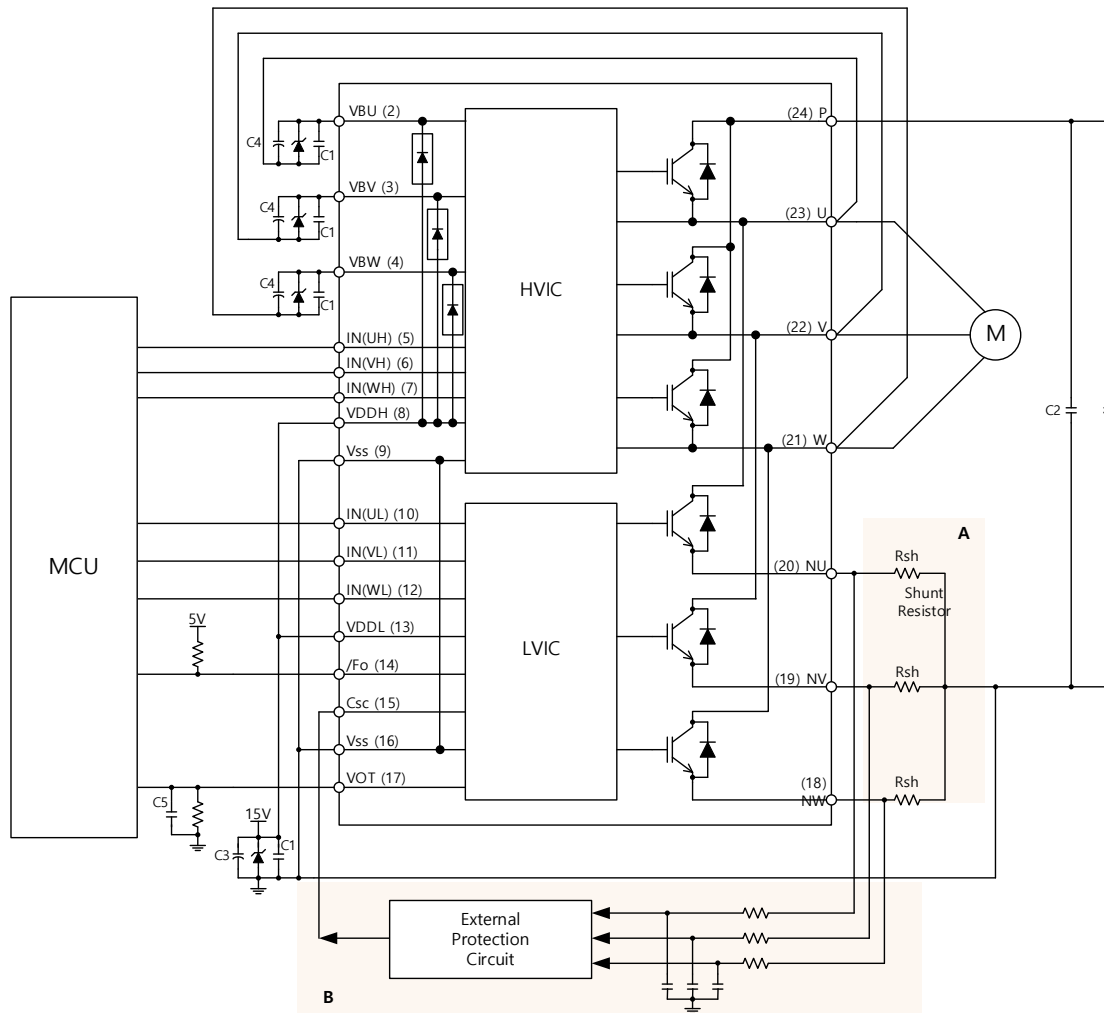 VBU (2)
(24) P
C4
C1
VBV (3)
C4
C1
(23) U
VBW (4)
C4
C1
HVIC
(22) V
M
IN(UH) (5)
IN(VH) (6)
IN(WH) (7)
VDDH (8)
C2
(21) W
Vss (9)
IN(UL) (10)
A
MCU
IN(VL) (11)
(20) NU
Rsh
Shunt
Resistor
IN(WL) (12)
5V
VDDL (13)
LVIC
/Fo (14)
(19) NV
Rsh
Csc (15)
Vss (16)
VOT (17)
(18)
NW
Rsh
C5
15V
C3
C1
External
Protection
Circuit
B